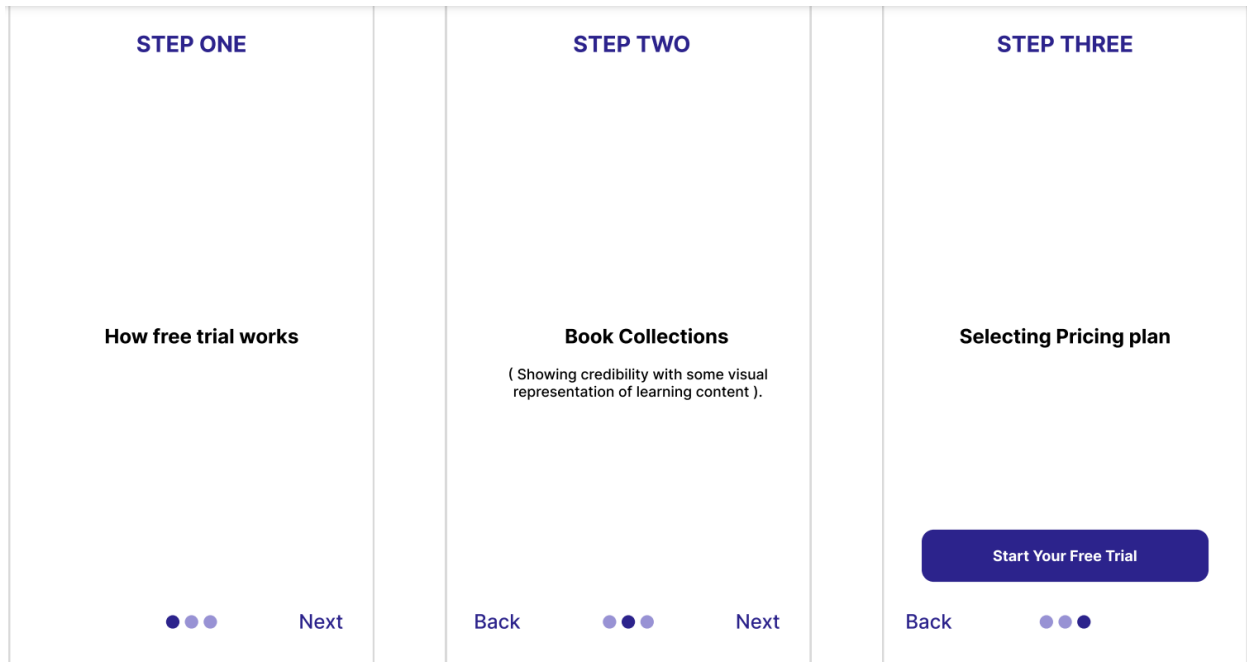 STEP ONE
How free trial works
Next
STEP TWO
Book Collections
( Showing credibility with some visual
representation of learning content ).
Back
Next
STEP THREE
Selecting Pricing plan
Start Your Free Trial
Back